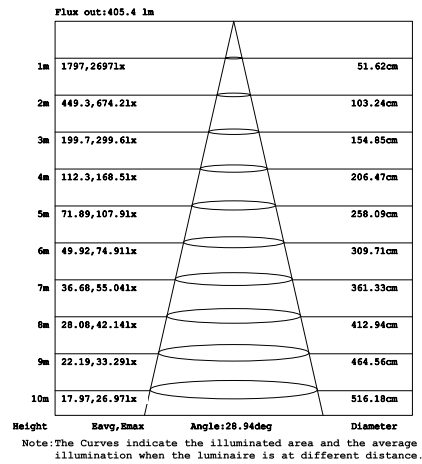 Flux out:405.4 lm
1m 1797,2697lx 51.62cm
2m 449.3,674.2lx 103.24cm
3m 199.7,299.6lx 154.85cm
4m 112.3,168.5lx 206.47cm
5m 71.89,107.9lx 258.09cm
6m 49.92,74.91lx 309.71cm
7m 36.68,55.04lx 361.33cm
8m 28.08,42.14lx 412.94cm
9m 22.19,33.29lx 464.56cm
10m 17.97,26.97lx 516.18cm
Height Eavg,Emax Angle:28.94deg Diameter
Note:The Curves indicate the illuminated area and the average
illumination when the luminaire is at different distance.